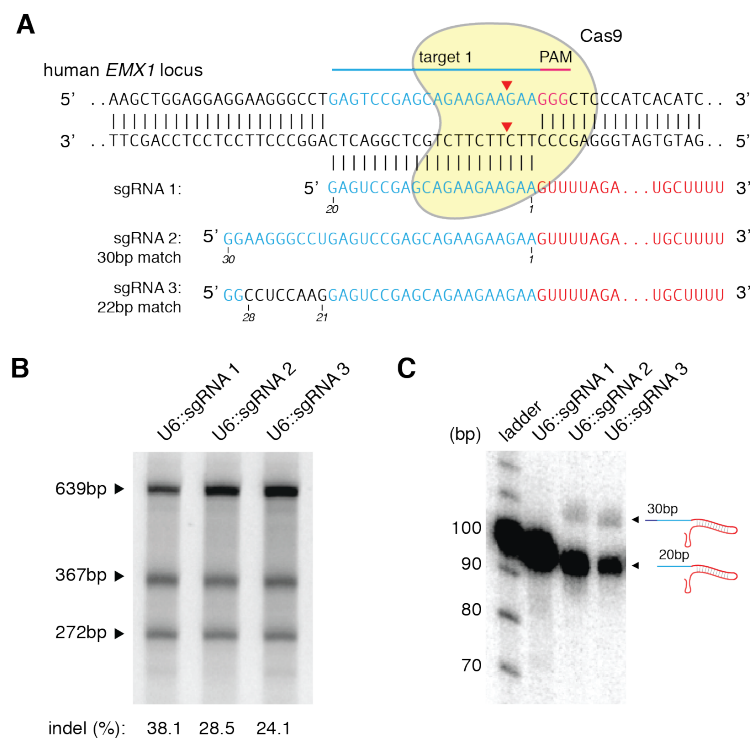 A
Cas9
target 1 PAM
human EMX1 locus
5’ ..AAGCTGGAGGAGGAAGGGCCTGAGTCCGAGCAGAAGAAGAAGGGCTCCCATCACATC.. 3’
3’ ..TTCGACCTCCTCCTTCCCGGACTCAGGCTCGTCTTCTTCTTCCCGAGGGTAGTGTAG.. 5’
sgRNA 1: 5’ GAGUCCGAGCAGAAGAAGAAGUUUUAGA...UGCUUUU 3’
20 1
sgRNA 2: 5’ GGAAGGGCCUGAGUCCGAGCAGAAGAAGAAGUUUUAGA...UGCUUUU 3’
30bp match 30 1
sgRNA 3: 5’ GGCCUCCAAGGAGUCCGAGCAGAAGAAGAAGUUUUAGA...UGCUUUU 3’
22bp match 28 21
B
U6::sgRNA 1
U6::sgRNA 2
U6::sgRNA 3
639bp
367bp
272bp
indel (%): 38.1 28.5 24.1
C
(bp)
ladder
U6::sgRNA 1
U6::sgRNA 2
U6::sgRNA 3
100
90
80
70
30bp
20bp